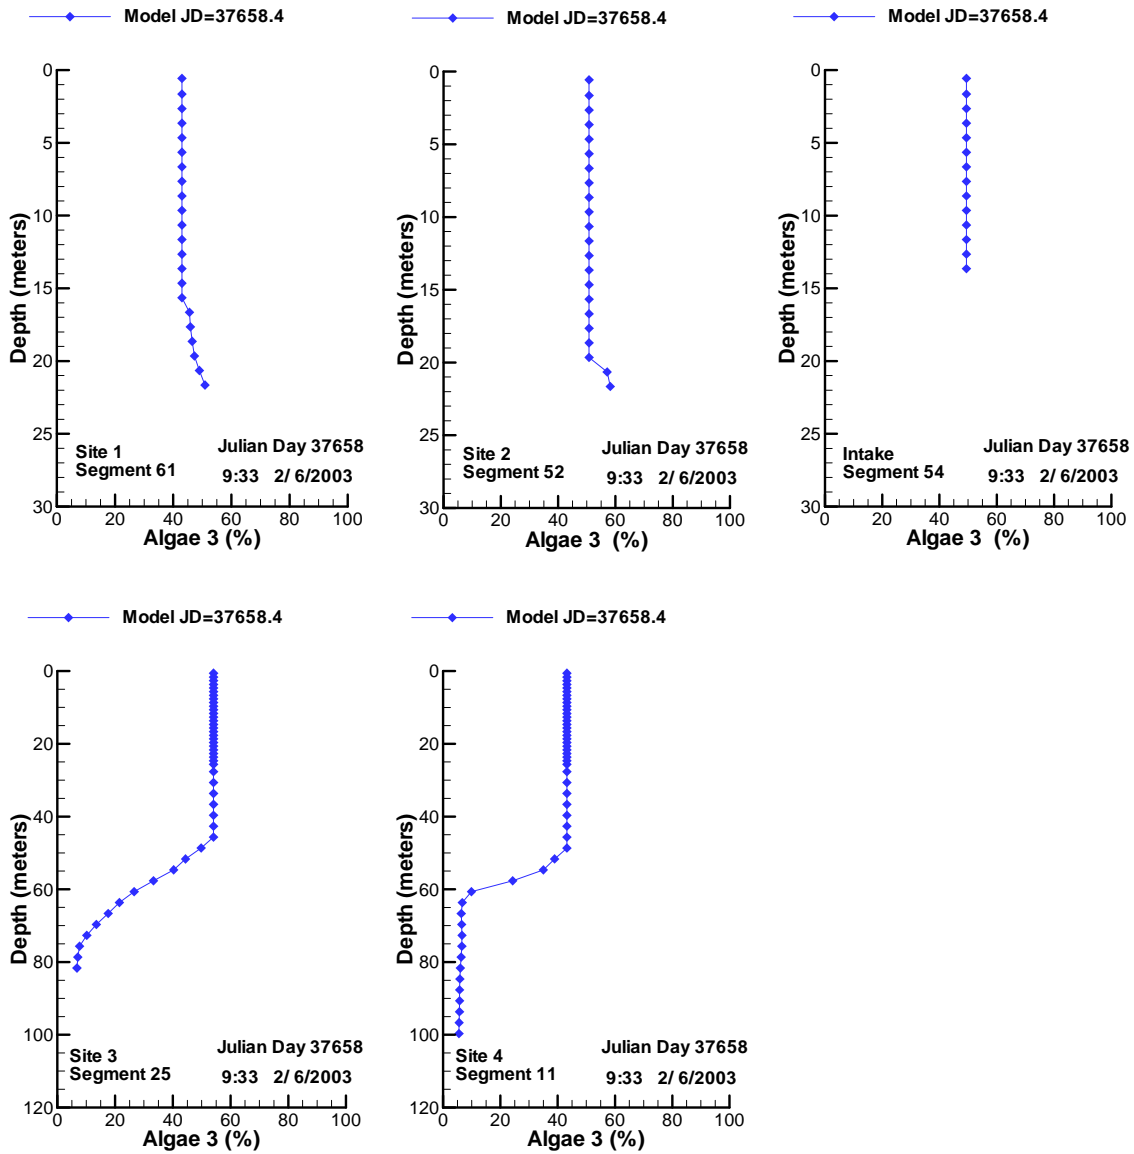 Model JD=37658.4
0
5
10
15
20
25
30
Depth (meters)
Site 1
Segment 61
Julian Day 37658
9:33 2/ 6/2003
0 20 40 60 80 100
Algae 3 (%)
Model JD=37658.4
0
5
10
15
20
25
30
Depth (meters)
Site 2
Segment 52
Julian Day 37658
9:33 2/ 6/2003
0 20 40 60 80 100
Algae 3 (%)
Model JD=37658.4
0
5
10
15
20
25
30
Depth (meters)
Intake
Segment 54
Julian Day 37658
9:33 2/ 6/2003
0 20 40 60 80 100
Algae 3 (%)
Model JD=37658.4
0
20
40
60
80
100
120
Depth (meters)
Site 3
Segment 25
Julian Day 37658
9:33 2/ 6/2003
0 20 40 60 80 100
Algae 3 (%)
Model JD=37658.4
0
20
40
60
80
100
120
Depth (meters)
Site 4
Segment 11
Julian Day 37658
9:33 2/ 6/2003
0 20 40 60 80 100
Algae 3 (%)